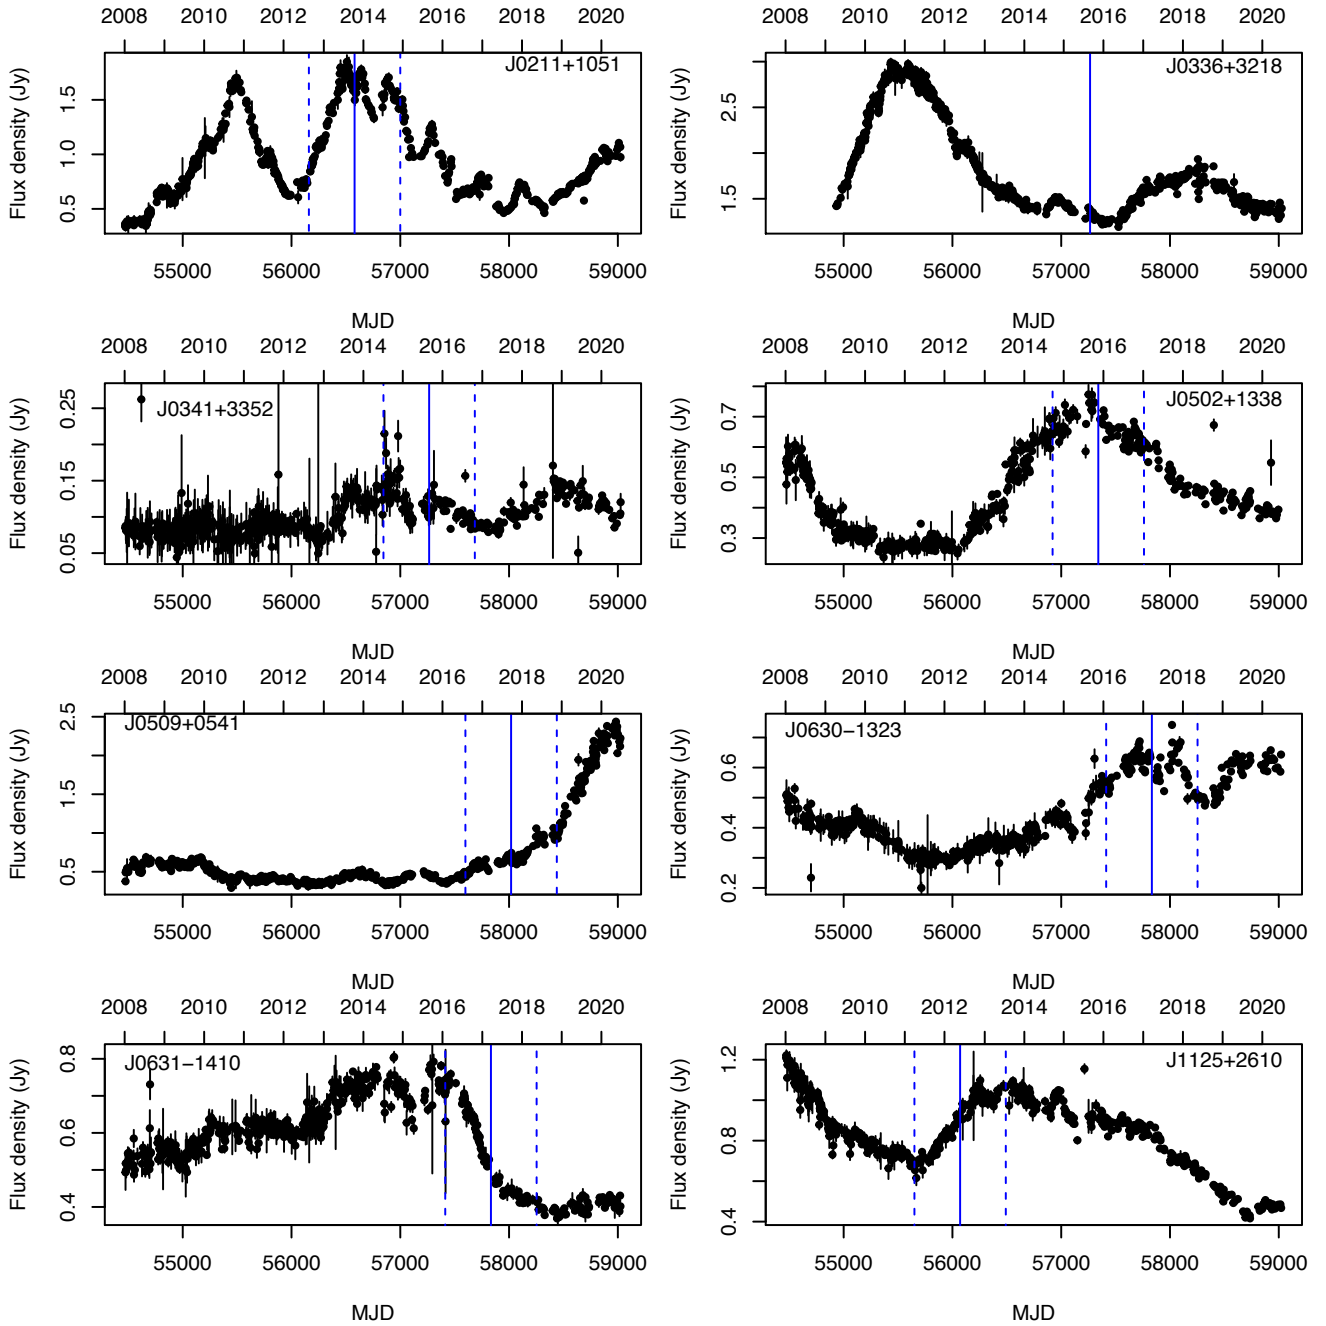 2008 2010 2012 2014 2016 2018 2020
J0211+1051
Flux density (Jy)
0.5 1.0 1.5
55000 56000 57000 58000 59000
MJD
2008 2010 2012 2014 2016 2018 2020
J0336+3218
Flux density (Jy)
1.5 2.5
55000 56000 57000 58000 59000
MJD
2008 2010 2012 2014 2016 2018 2020
J0341+3352
Flux density (Jy)
0.05 0.15 0.25
55000 56000 57000 58000 59000
MJD
2008 2010 2012 2014 2016 2018 2020
J0502+1338
Flux density (Jy)
0.3 0.5 0.7
55000 56000 57000 58000 59000
MJD
2008 2010 2012 2014 2016 2018 2020
J0509+0541
Flux density (Jy)
0.5 1.5 2.5
55000 56000 57000 58000 59000
MJD
2008 2010 2012 2014 2016 2018 2020
J0630−1323
Flux density (Jy)
0.2 0.4 0.6
55000 56000 57000 58000 59000
MJD
2008 2010 2012 2014 2016 2018 2020
J0631−1410
Flux density (Jy)
0.4 0.6 0.8
55000 56000 57000 58000 59000
MJD
2008 2010 2012 2014 2016 2018 2020
J1125+2610
Flux density (Jy)
0.4 0.8 1.2
55000 56000 57000 58000 59000
MJD